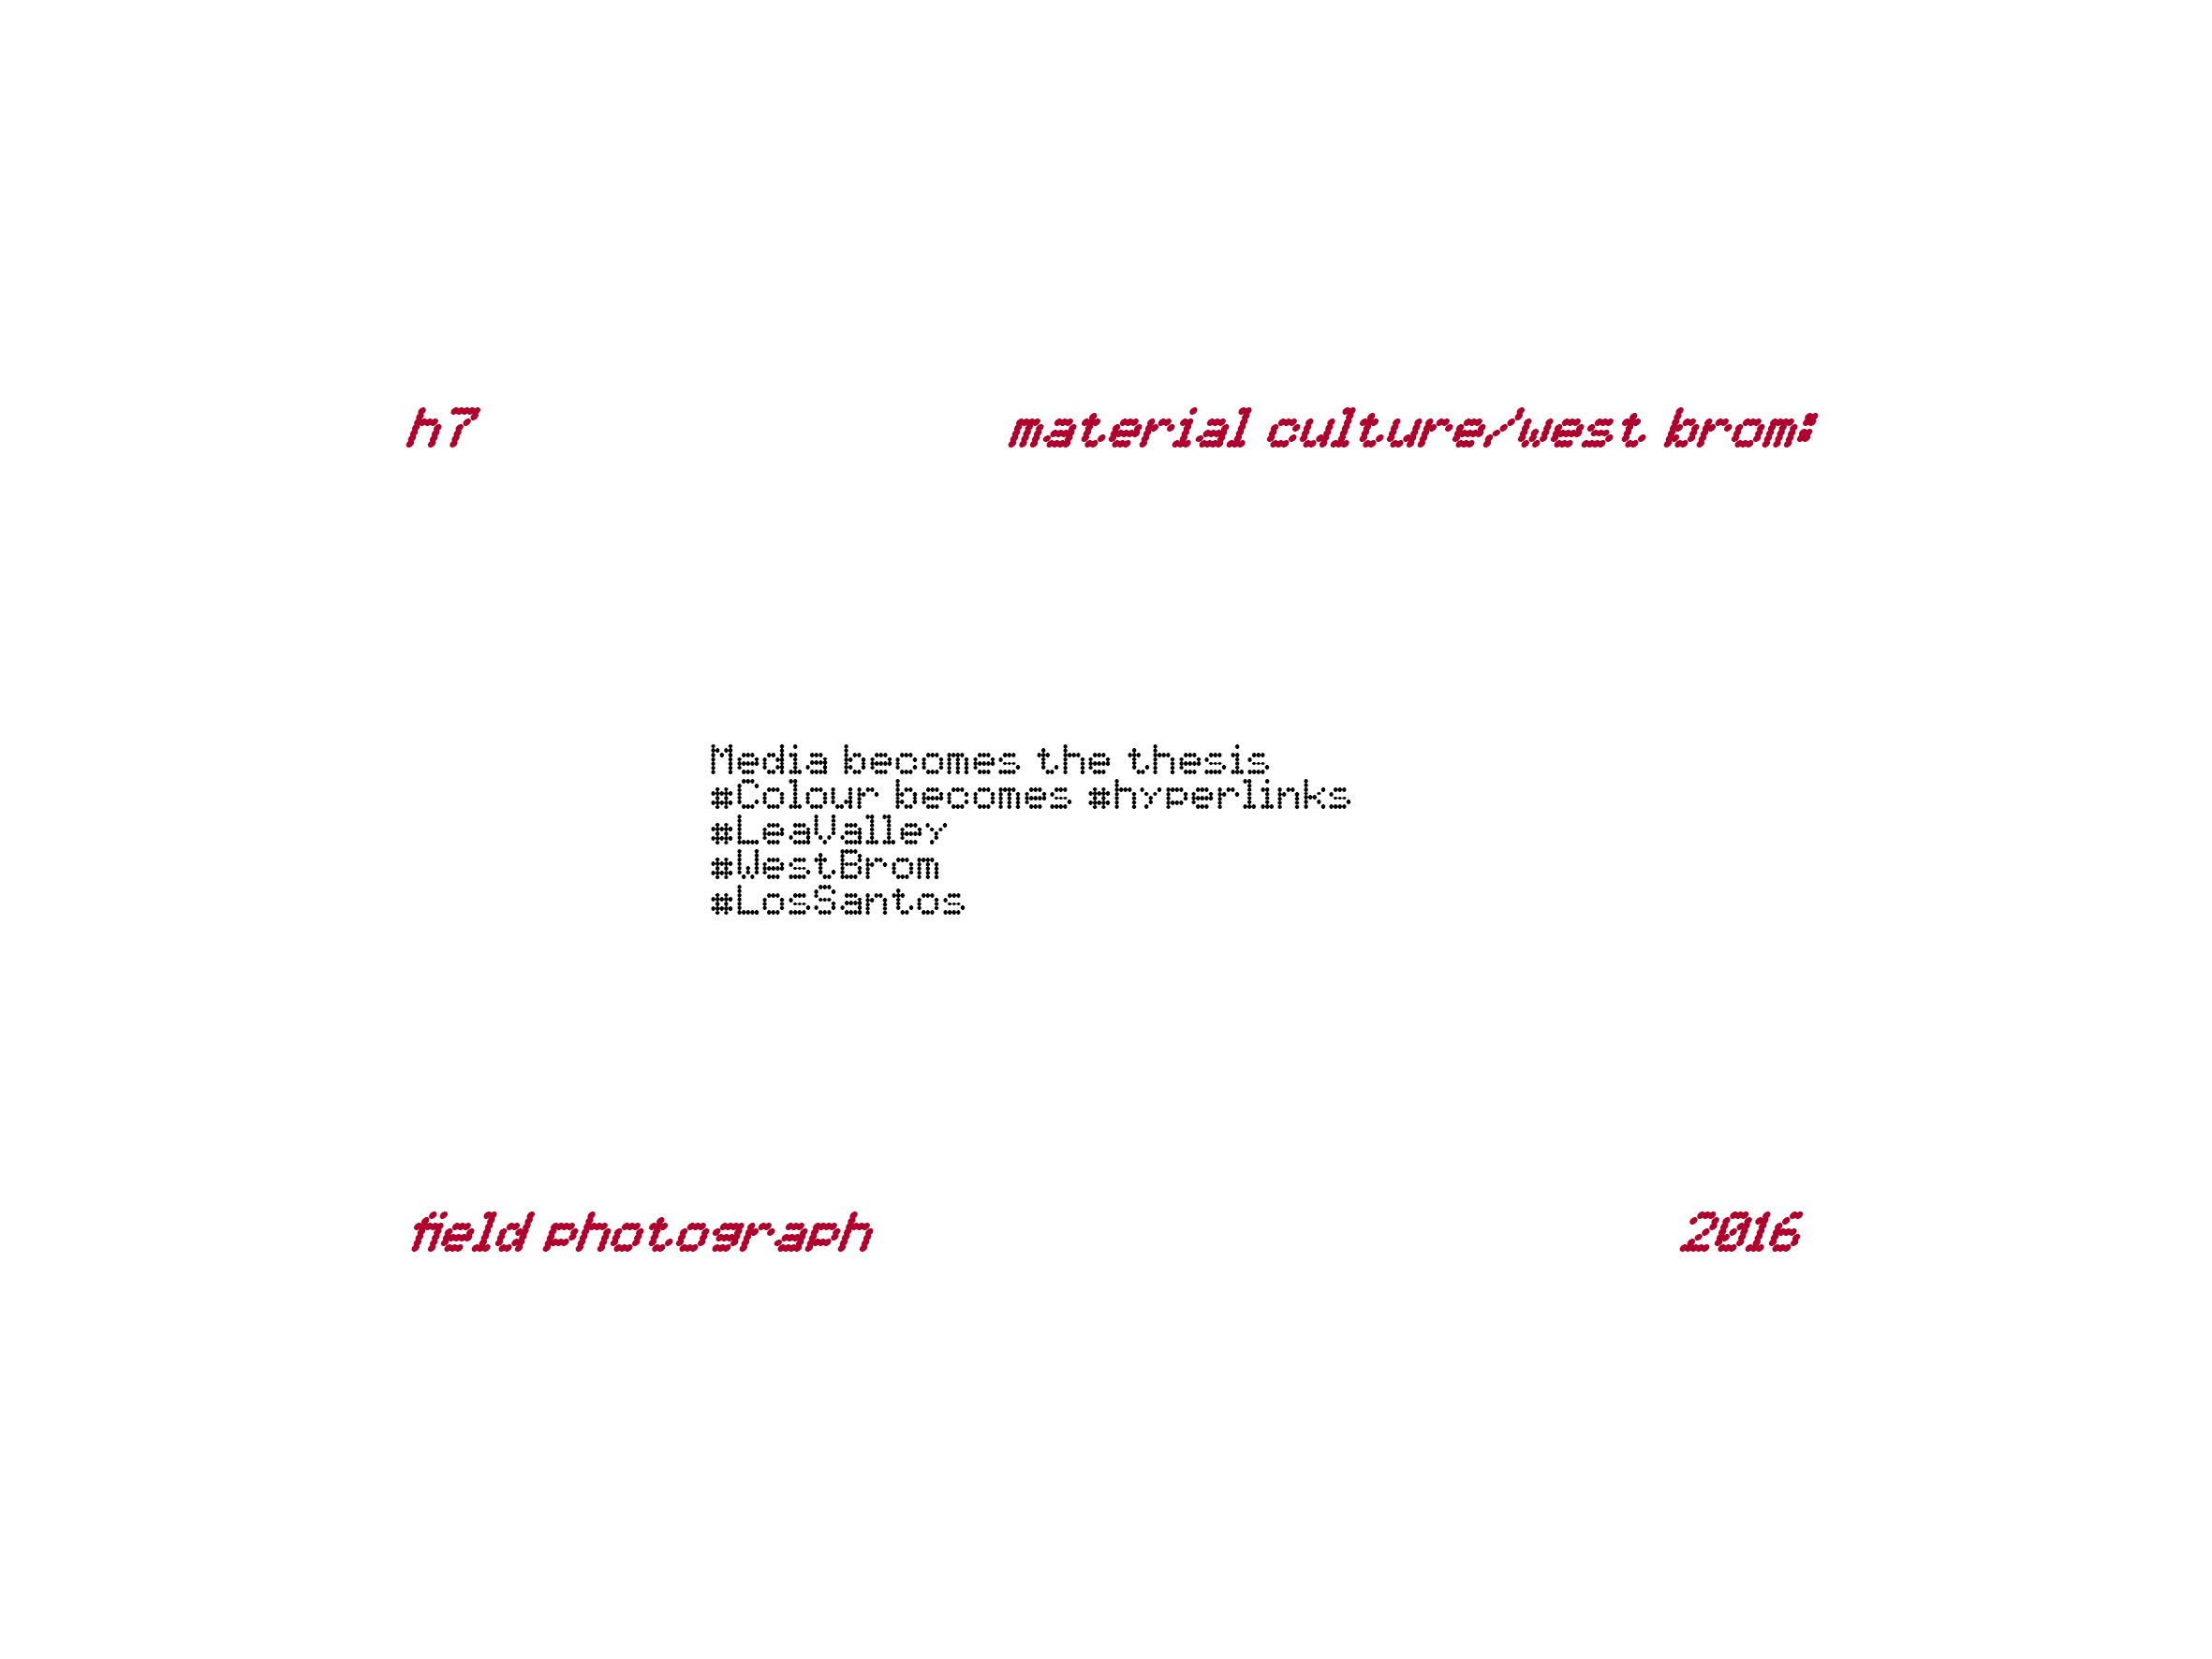 h7 material culture/west brom:
Media becomes the thesis
#Colour becomes #hyperlinks
#LeaValley
#WestBrom
#LosSantos
field photograph 2016